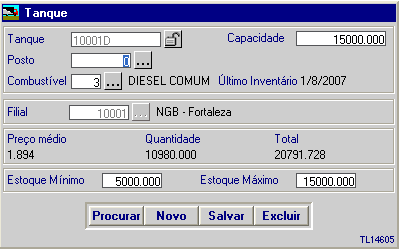 Tanque
Tanque 10001D Capacidade 15000.000
Posto 0 ...
Combustível 3 ... DIESEL COMUM Último Inventário 1/8/2007
Filial 10001 ... NGB - Fortaleza
Preço médio Quantidade Total
1.894 10980.000 20791.728
Estoque Mínimo 5000.000 Estoque Máximo 15000.000
Procurar Novo Salvar Excluir
TL14605